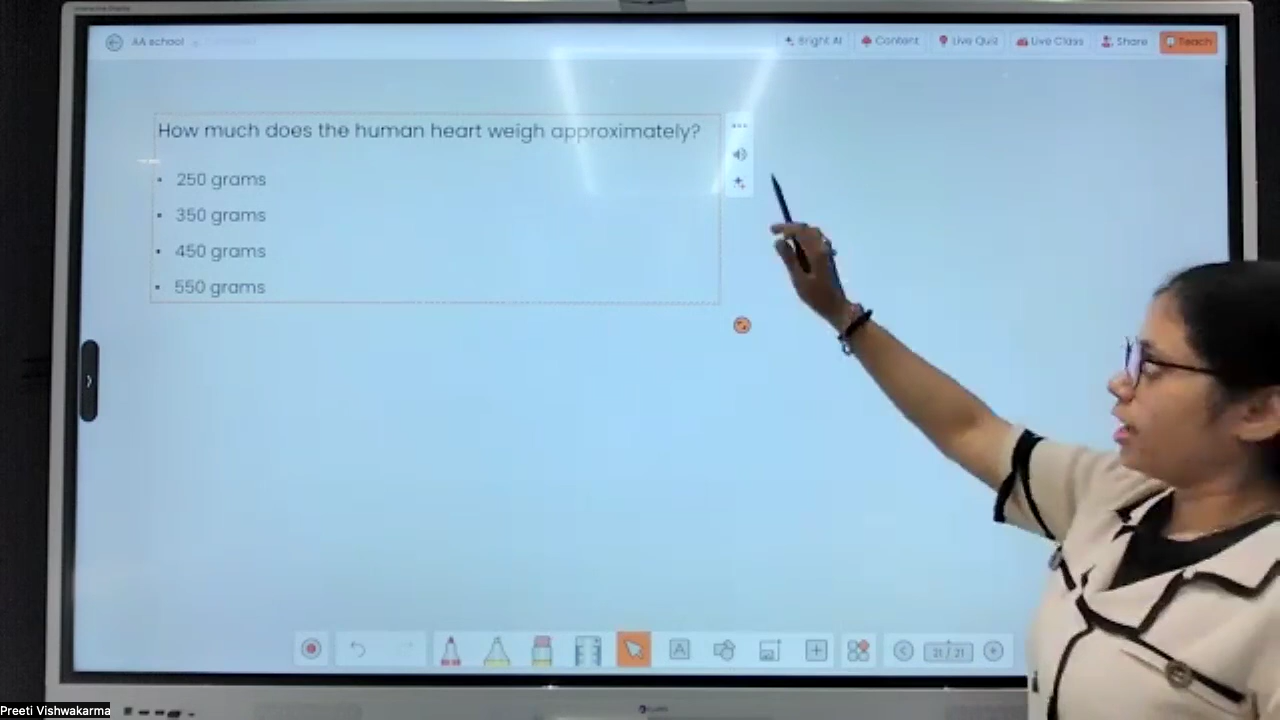 AA school
Bright AI
Content
Live Quiz
Live Class
Share
Teach
How much does the human heart weigh approximately?
• 250 grams
• 350 grams
• 450 grams
• 550 grams
A
21 / 21
Preeti Vishwakarma